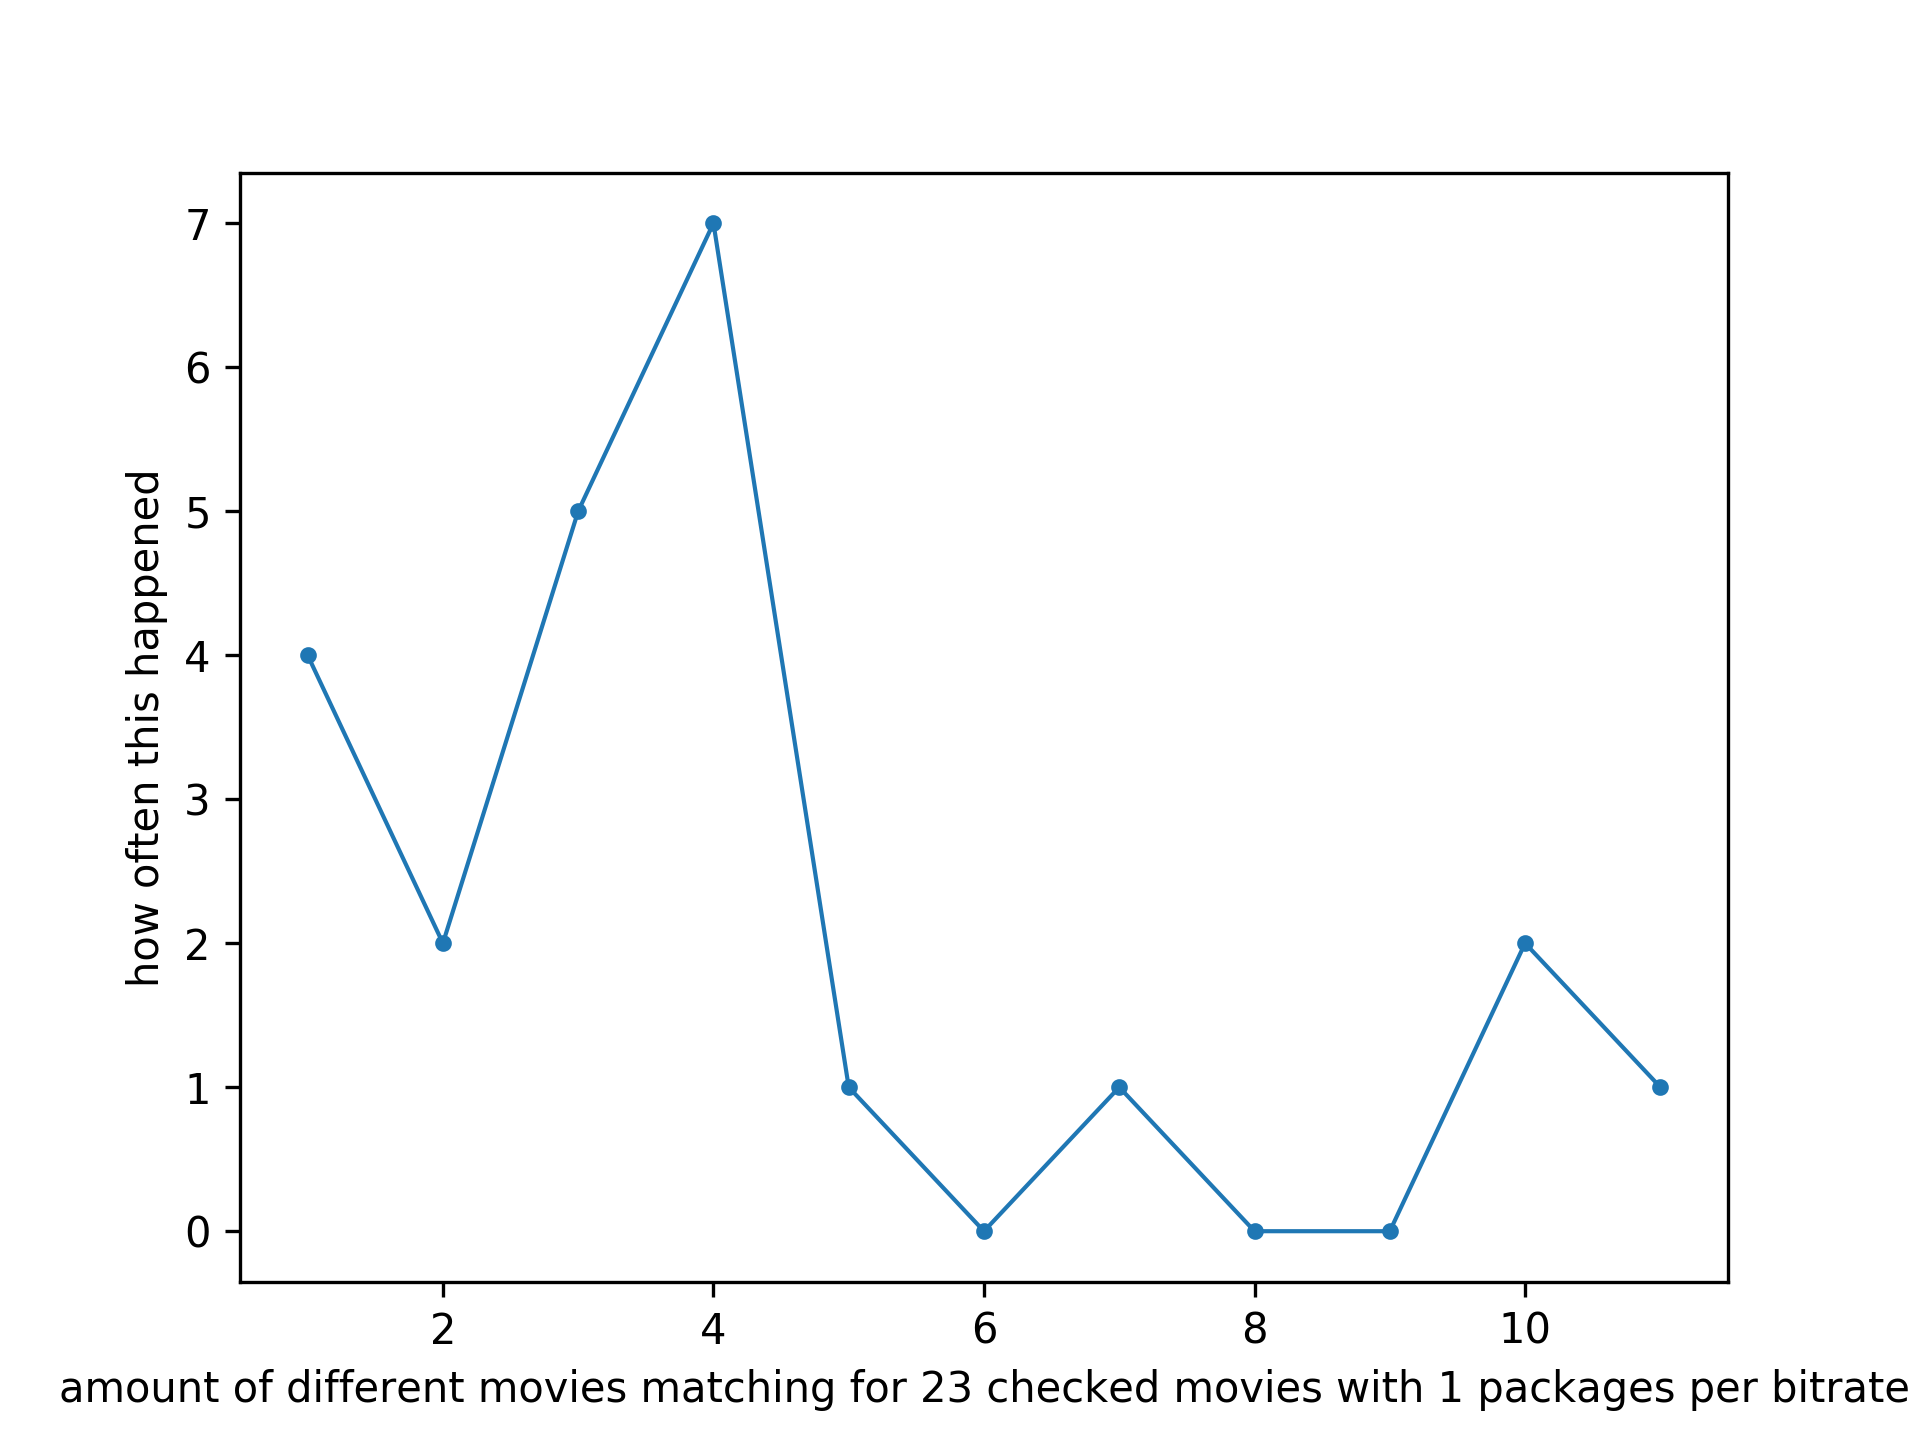 7
6
5
4
3
2
1
0
how often this happened
2 4 6 8 10
amount of different movies matching for 23 checked movies with 1 packages per bitrate